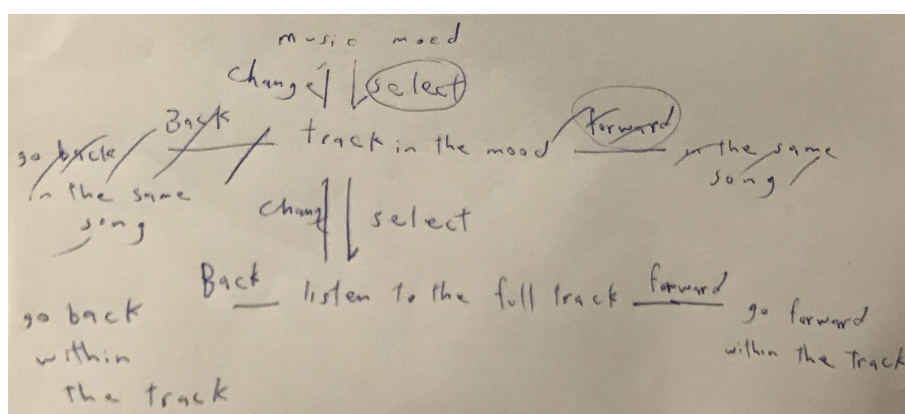 music mood
change select
Back track in the mood forward
go back in the same
in the same song
song
chang select
Back listen to the full track forward
go back go forward
within within the track
the track